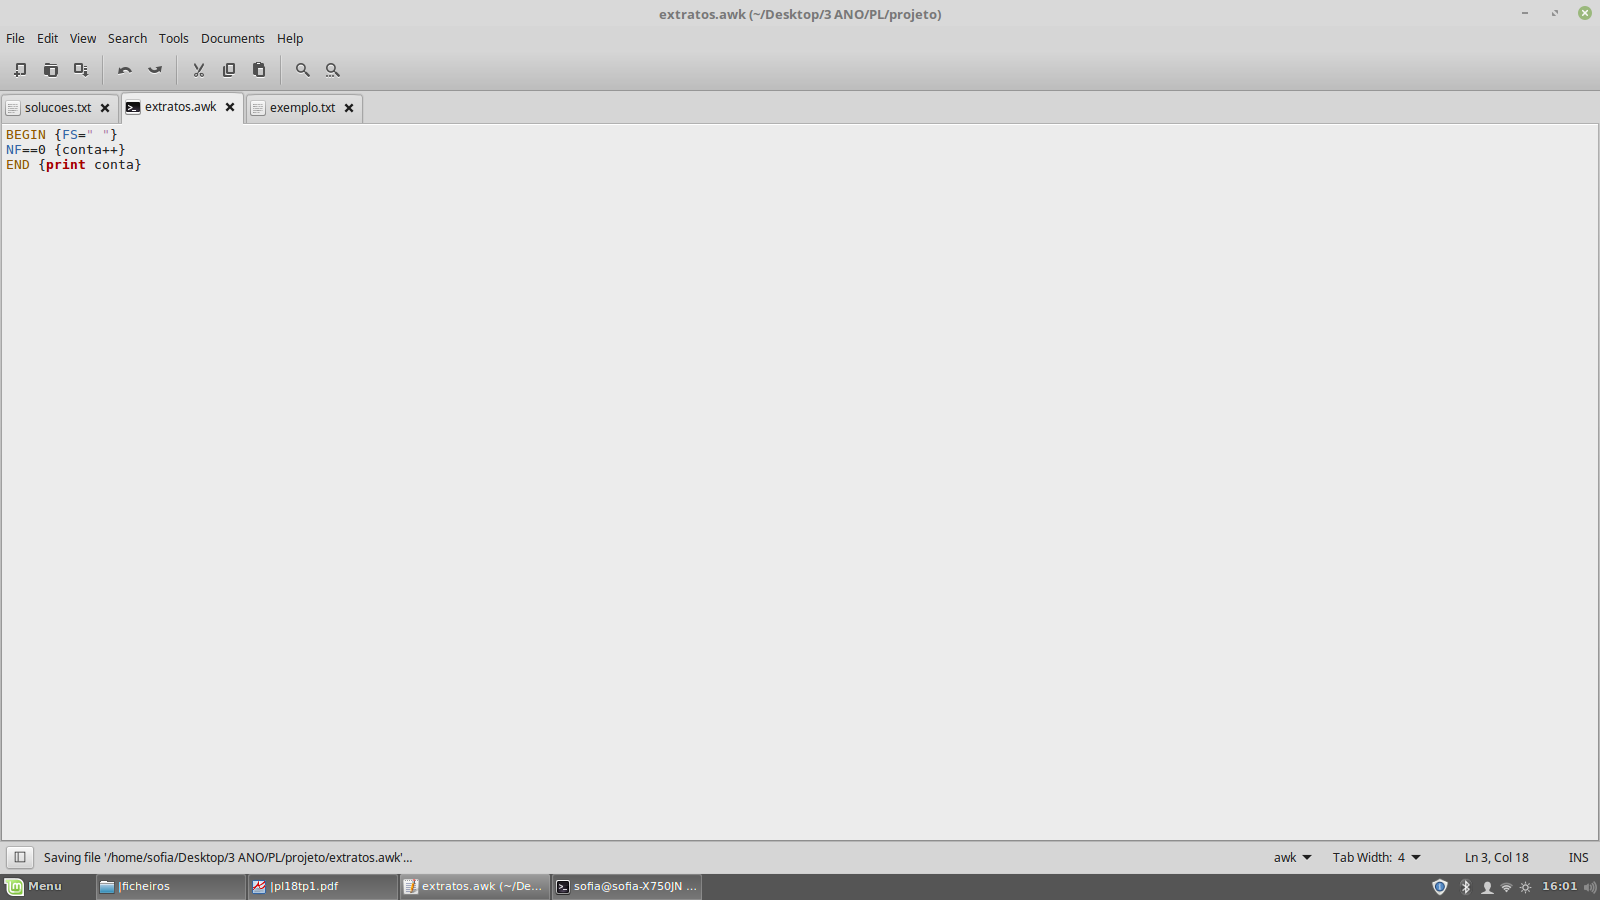 extratos.awk (~/Desktop/3 ANO/PL/projeto)
File Edit View Search Tools Documents Help
solucoes.txt extratos.awk exemplo.txt
BEGIN {FS=" "}
NF==0 {conta++}
END {print conta}
Saving file '/home/sofia/Desktop/3 ANO/PL/projeto/extratos.awk'... awk Tab Width: 4 Ln 3, Col 18 INS
Menu |ficheiros |pl18tp1.pdf extratos.awk (~/De... sofia@sofia-X750JN ... 16:01